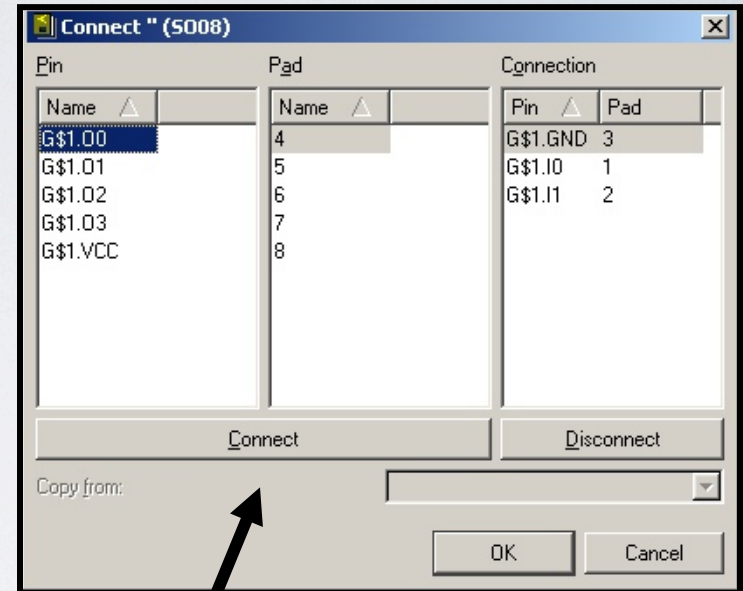 Connect '' (SO08)
Pin Pad Connection
Name Name Pin Pad
G$1.O0 4 G$1.GND 3
G$1.O1 5 G$1.I0 1
G$1.O2 6 G$1.I1 2
G$1.O3 7
G$1.VCC 8
Connect Disconnect
Copy from:
OK Cancel